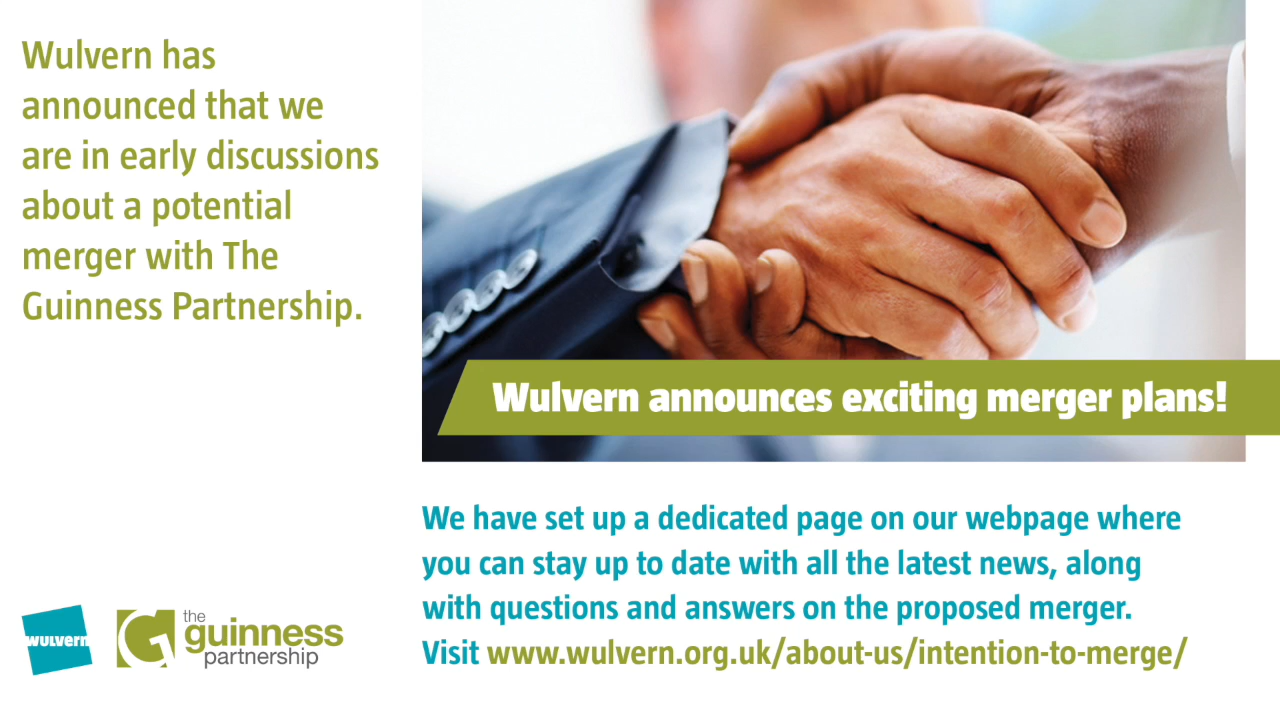 Wulvern has
announced that we
are in early discussions
about a potential
merger with The
Guinness Partnership.
Wulvern announces exciting merger plans!
We have set up a dedicated page on our webpage where
you can stay up to date with all the latest news, along
with questions and answers on the proposed merger.
Visit www.wulvern.org.uk/about-us/intention-to-merge/
wulvern
G
the
guinness
partnership